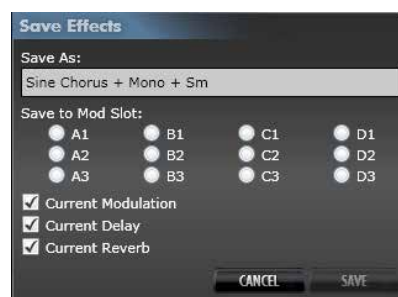 Save Effects
Save As:
Sine Chorus + Mono + Sm
Save to Mod Slot:
A1 B1 C1 D1
A2 B2 C2 D2
A3 B3 C3 D3
Current Modulation
Current Delay
Current Reverb
CANCEL SAVE